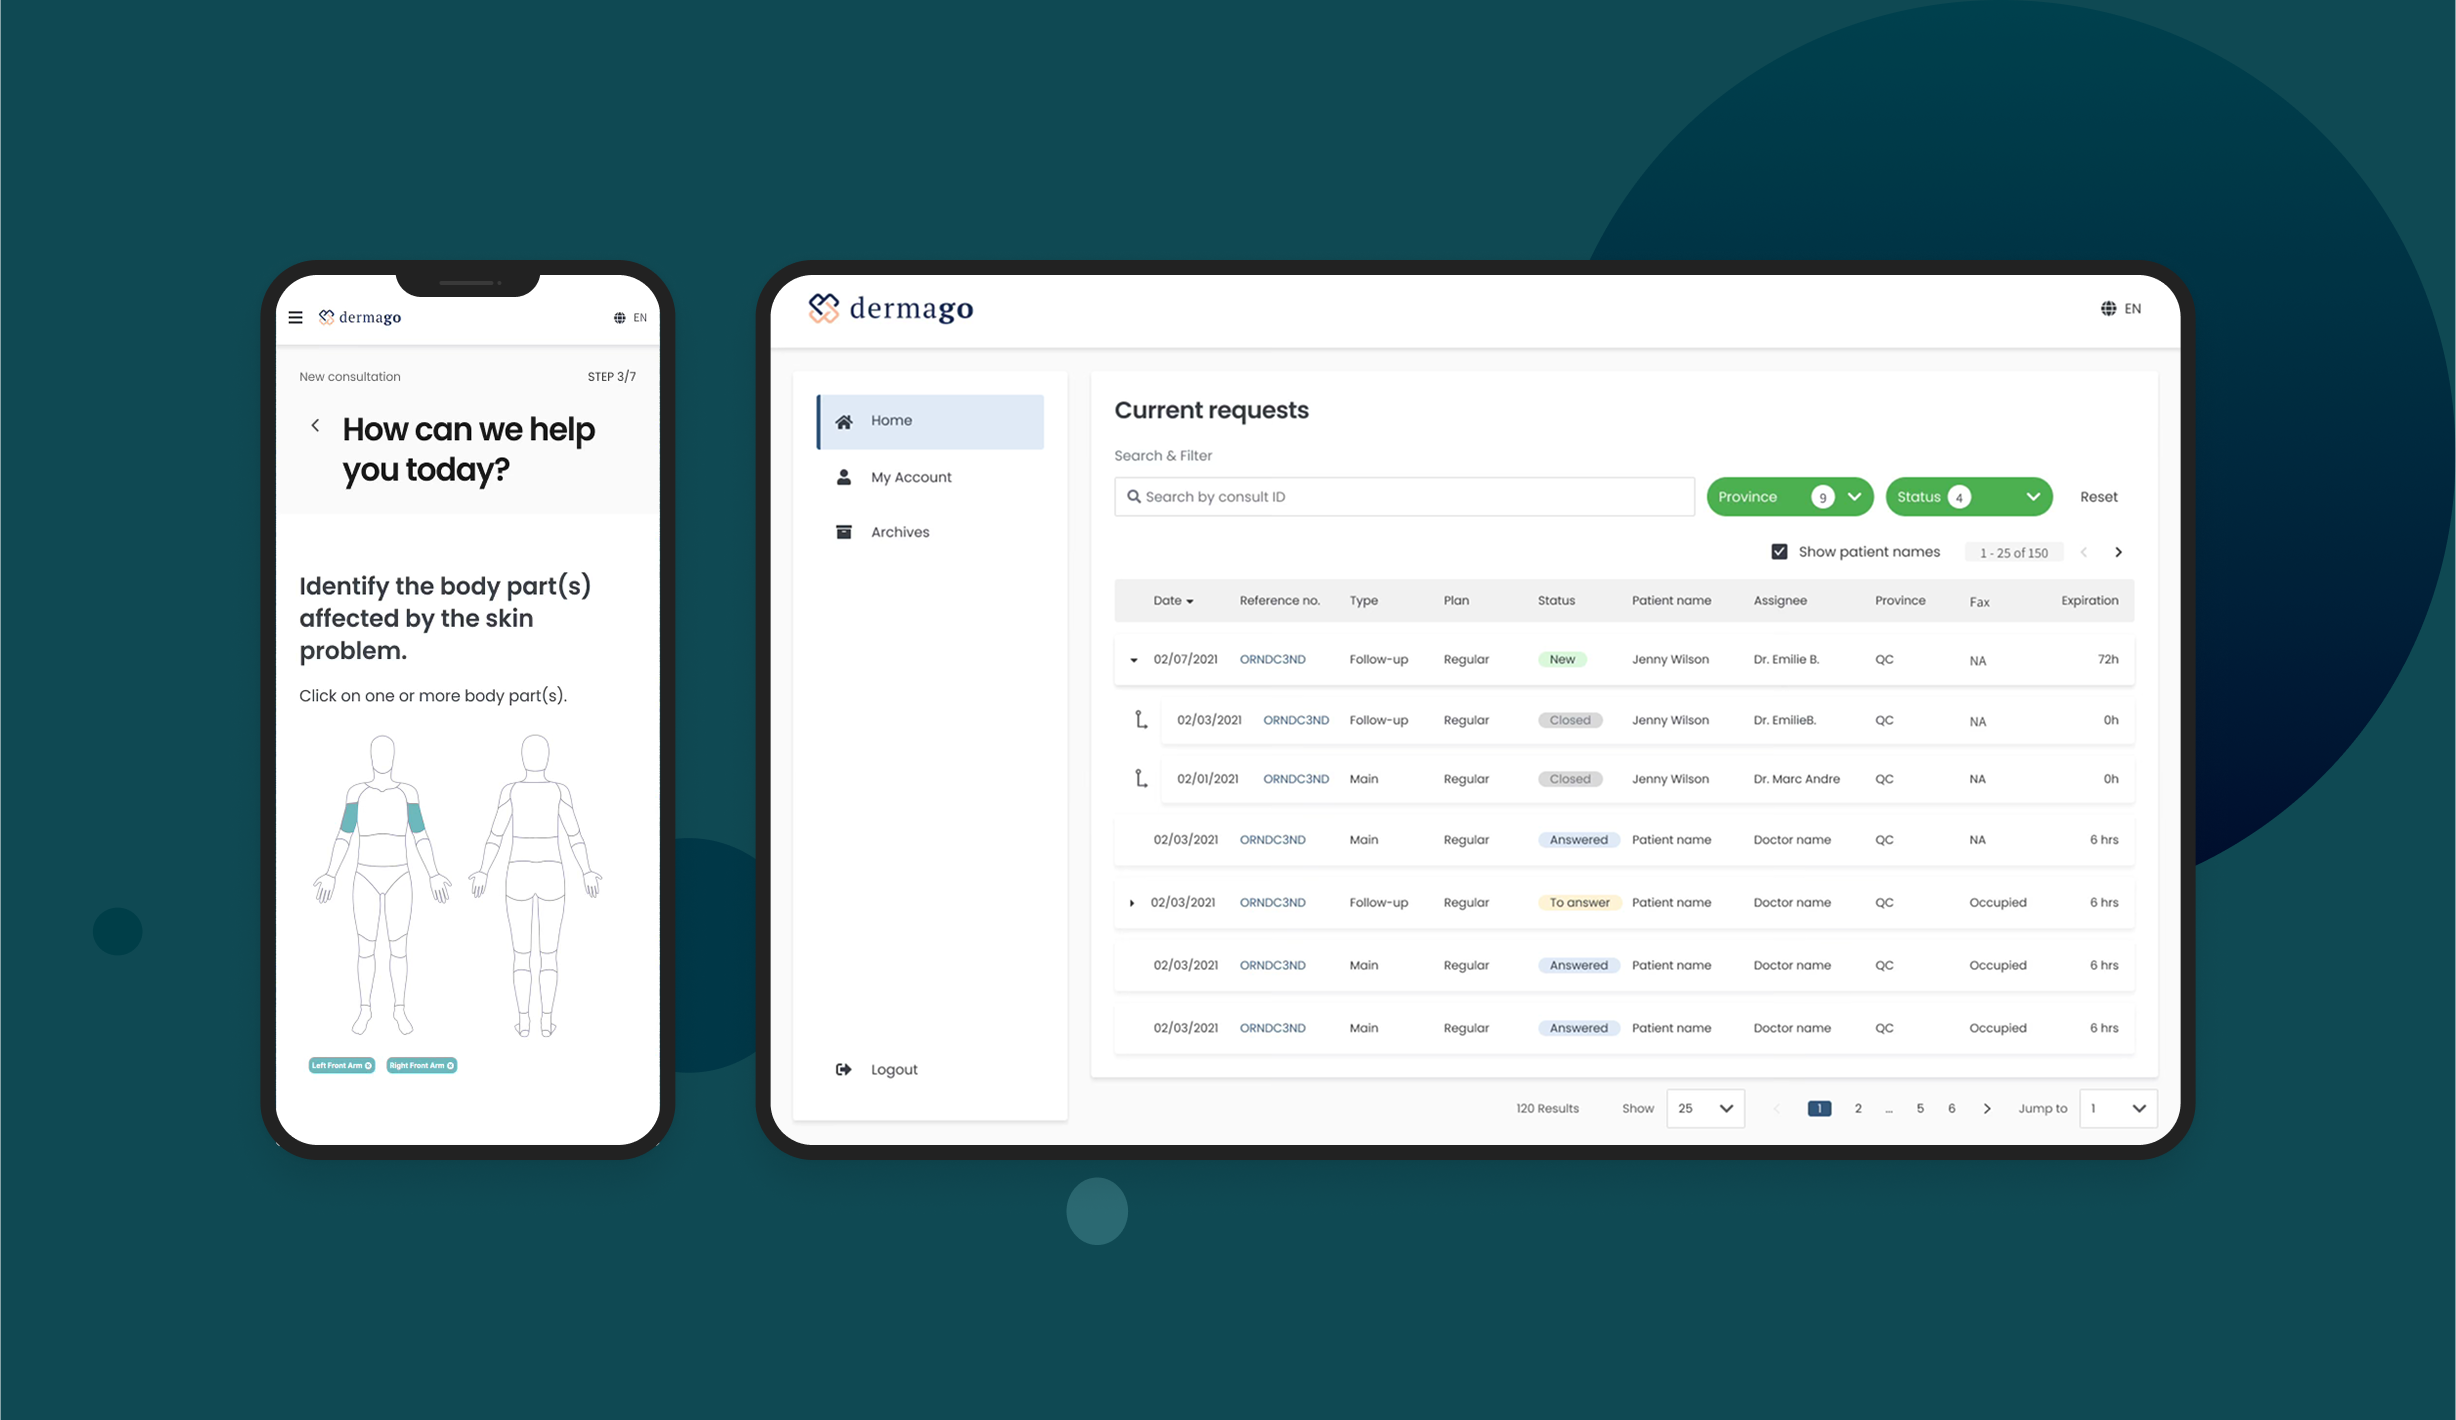 dermago
EN
New consultation
STEP 3/7
How can we help
you today?
Identify the body part(s)
affected by the skin
problem.
Click on one or more body part(s).
Left Front Arm
Right Front Arm
dermago
EN
Home
My Account
Archives
Logout
Current requests
Search & Filter
Search by consult ID
Province 9
Status 4
Reset
Show patient names
1 - 25 of 150
Date Reference no. Type Plan Status Patient name Assignee Province Fax Expiration
02/07/2021 ORNDC3ND Follow-up Regular New Jenny Wilson Dr. Emilie B. QC NA 72h
02/03/2021 ORNDC3ND Follow-up Regular Closed Jenny Wilson Dr. EmilieB. QC NA 0h
02/01/2021 ORNDC3ND Main Regular Closed Jenny Wilson Dr. Marc Andre QC NA 0h
02/03/2021 ORNDC3ND Main Regular Answered Patient name Doctor name QC NA 6 hrs
02/03/2021 ORNDC3ND Follow-up Regular To answer Patient name Doctor name QC Occupied 6 hrs
02/03/2021 ORNDC3ND Main Regular Answered Patient name Doctor name QC Occupied 6 hrs
02/03/2021 ORNDC3ND Main Regular Answered Patient name Doctor name QC Occupied 6 hrs
120 Results Show 25 1 2 ... 5 6 Jump to 1